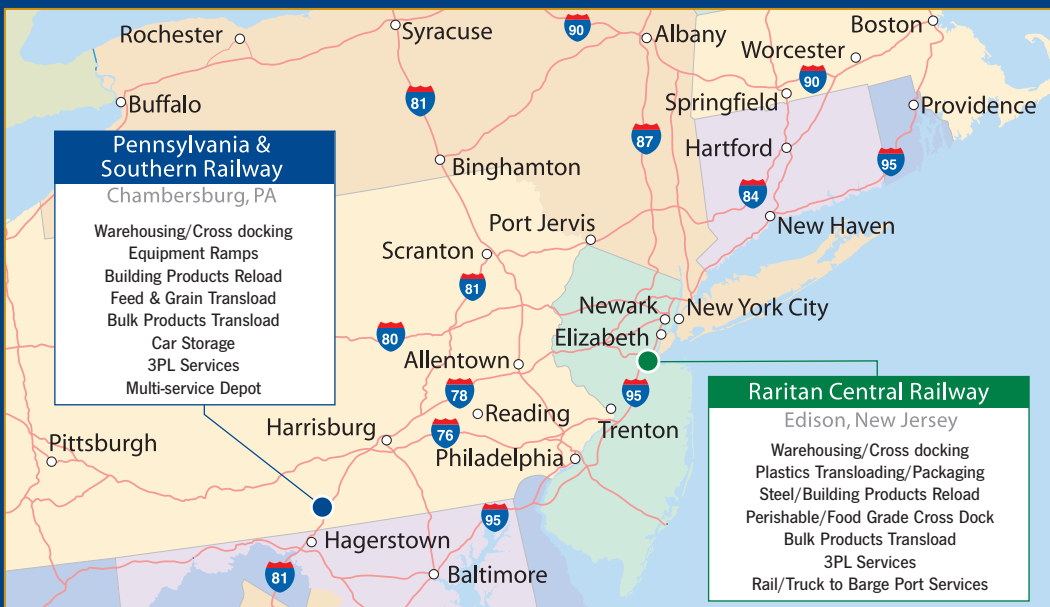 Rochester
Syracuse
90
Albany
Boston
Worcester
90
81
Springfield
Buffalo
Providence
87
Hartford
95
Binghamton
84
New Haven
Port Jervis
Scranton
81
Newark
New York City
Elizabeth
80
Allentown
78
95
Reading
Trenton
Harrisburg
76
Pittsburgh
Philadelphia
95
Hagerstown
81
Baltimore
Pennsylvania &
Southern Railway
Chambersburg, PA
Warehousing/Cross docking
Equipment Ramps
Building Products Reload
Feed & Grain Transload
Bulk Products Transload
Car Storage
3PL Services
Multi-service Depot
Raritan Central Railway
Edison, New Jersey
Warehousing/Cross docking
Plastics Transloading/Packaging
Steel/Building Products Reload
Perishable/Food Grade Cross Dock
Bulk Products Transload
3PL Services
Rail/Truck to Barge Port Services